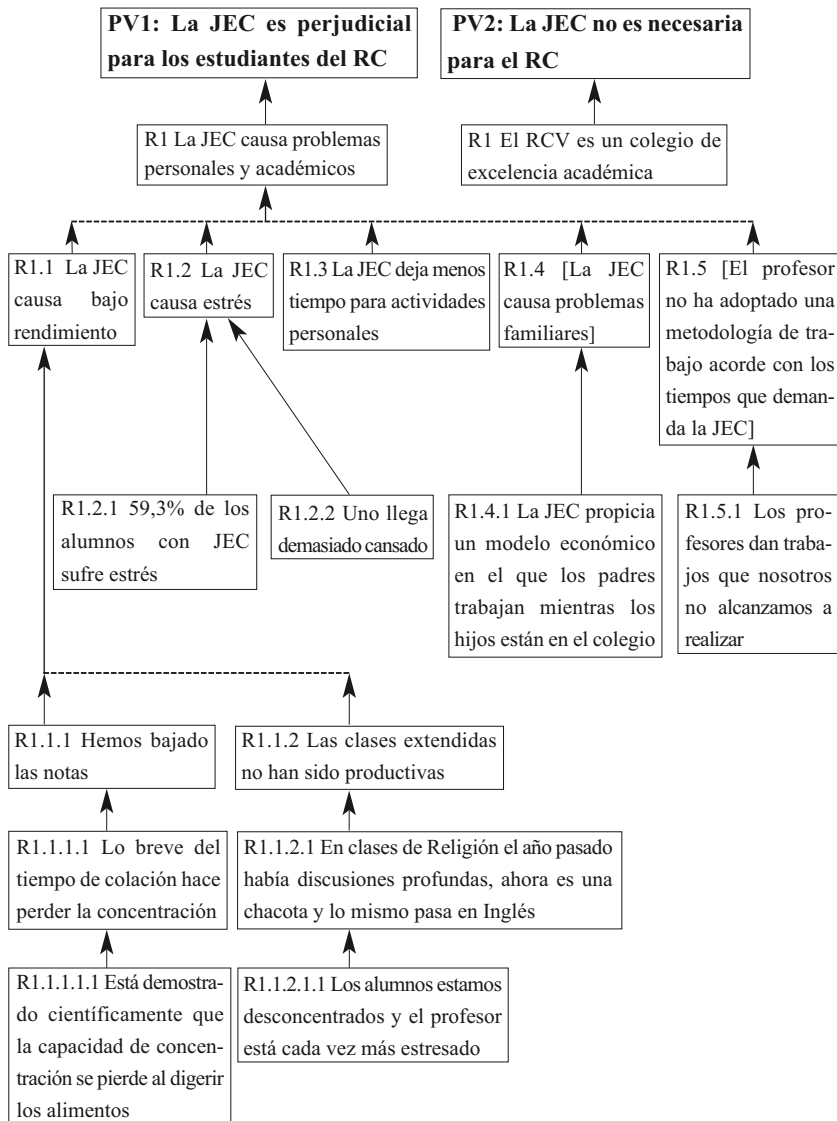 PV1: La JEC es perjudicial
para los estudiantes del RC
PV2: La JEC no es necesaria
para el RC
R1 La JEC causa problemas
personales y académicos
R1 El RCV es un colegio de
excelencia académica
R1.1 La JEC
causa bajo
rendimiento
R1.2 La JEC
causa estrés
R1.3 La JEC deja menos
tiempo para actividades
personales
R1.4 [La JEC
causa problemas
familiares]
R1.5 [El profesor
no ha adoptado una
metodología de tra-
bajo acorde con los
tiempos que deman-
da la JEC]
R1.2.1 59,3% de los
alumnos con JEC
sufre estrés
R1.2.2 Uno llega
demasiado cansado
R1.4.1 La JEC propicia
un modelo económico
en el que los padres
trabajan mientras los
hijos están en el colegio
R1.5.1 Los pro-
fesores dan traba-
jos que nosotros
no alcanzamos a
realizar
R1.1.1 Hemos bajado
las notas
R1.1.2 Las clases extendidas
no han sido productivas
R1.1.1.1 Lo breve del
tiempo de colación hace
perder la concentración
R1.1.2.1 En clases de Religión el año pasado
había discusiones profundas, ahora es una
chacota y lo mismo pasa en Inglés
R1.1.1.1.1 Está demostra-
do científicamente que
la capacidad de concen-
tración se pierde al digerir
los alimentos
R1.1.2.1.1 Los alumnos estamos
desconcentrados y el profesor
está cada vez más estresado